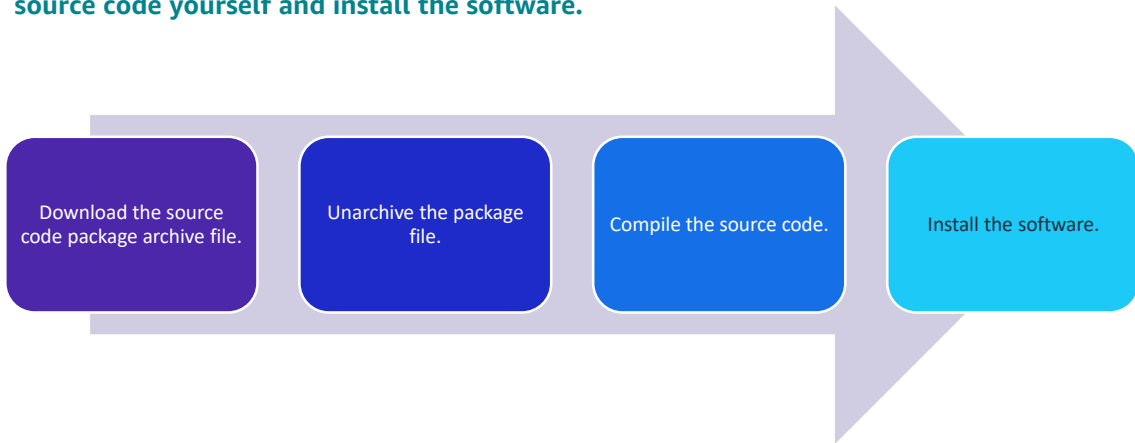 source code yourself and install the software.
Download the source
code package archive file.
Unarchive the package
file.
Compile the source code.
Install the software.